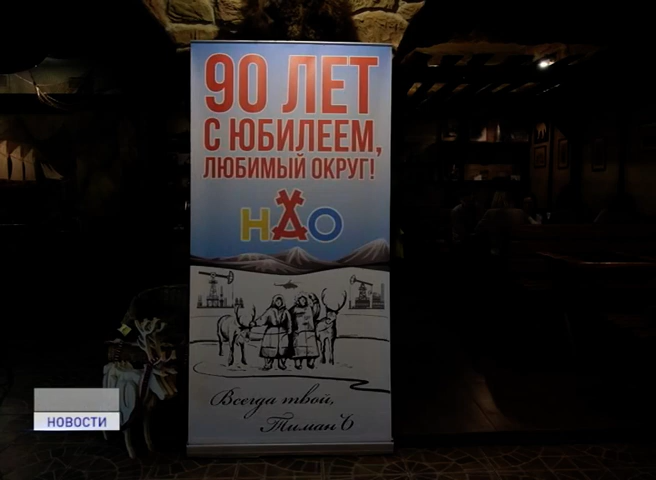 90 ЛЕТ
С ЮБИЛЕЕМ,
ЛЮБИМЫЙ ОКРУГ!
НАО
Всегда твой,
ТиманЪ
НОВОСТИ